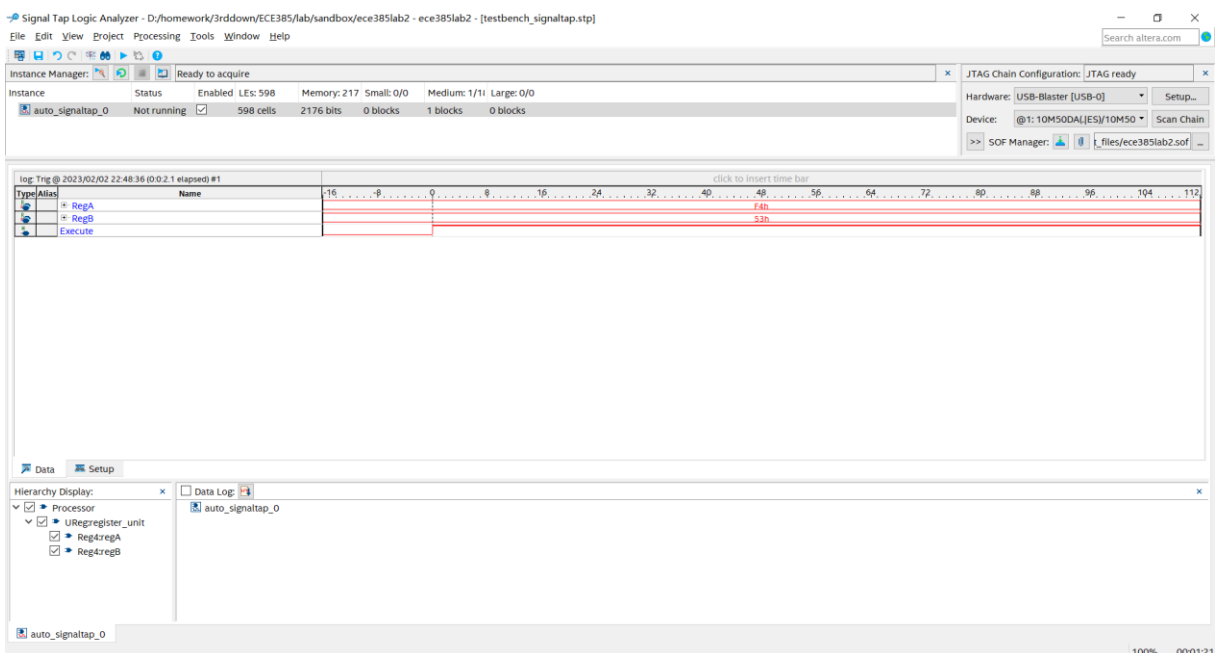 Signal Tap Logic Analyzer - D:/homework/3rddown/ECE385/lab/sandbox/ece385lab2 - ece385lab2 - [testbench_signaltap.stp]
File Edit View Project Processing Tools Window Help
Search altera.com
Instance Manager: Ready to acquire
JTAG Chain Configuration: JTAG ready
Instance Status Enabled LEs: 598 Memory: 217 Small: 0/0 Medium: 1/1 Large: 0/0
Hardware: USB-Blaster [USB-0] Setup...
auto_signaltap_0 Not running 598 cells 2176 bits 0 blocks 1 blocks 0 blocks
Device: @1: 10M50DA(.|ES)/10M50 Scan Chain
>> SOF Manager: t_files/ece385lab2.sof ...
log: Trig @ 2023/02/02 22:48:36 (0:0:2.1 elapsed) #1 click to insert time bar
Type Alias Name -16 -8 0 8 16 24 32 40 48 56 64 72 80 88 96 104 112
RegA F4h
RegB 53h
Execute
Data Setup
Hierarchy Display: Data Log:
Processor auto_signaltap_0
UReg:register_unit
Reg4:regA
Reg4:regB
auto_signaltap_0
100% 00:01:21